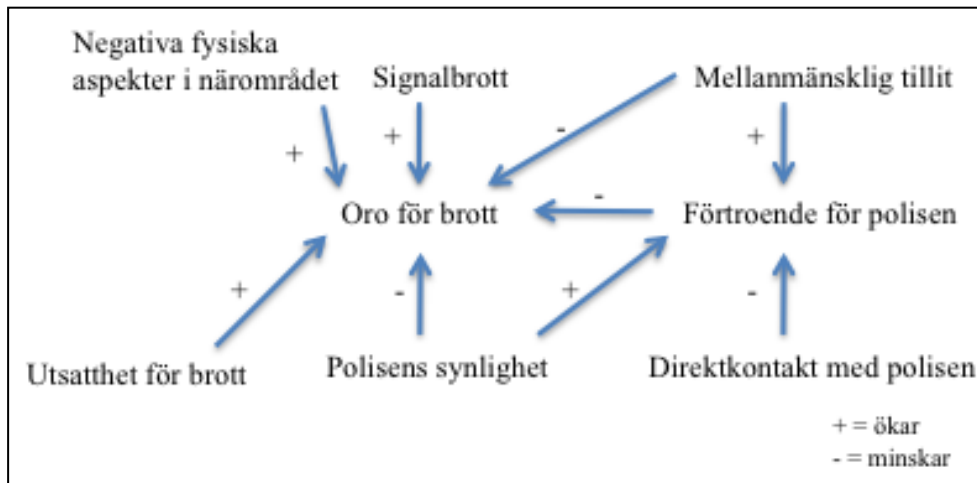 Negativa fysiska
aspekter i närområdet
Signalbrott
Mellanmänsklig tillit
+
+
-
+
Oro för brott
-
Förtroende för polisen
+
-
+
-
Utsatthet för brott
Polisens synlighet
Direktkontakt med polisen
+ = ökar
- = minskar